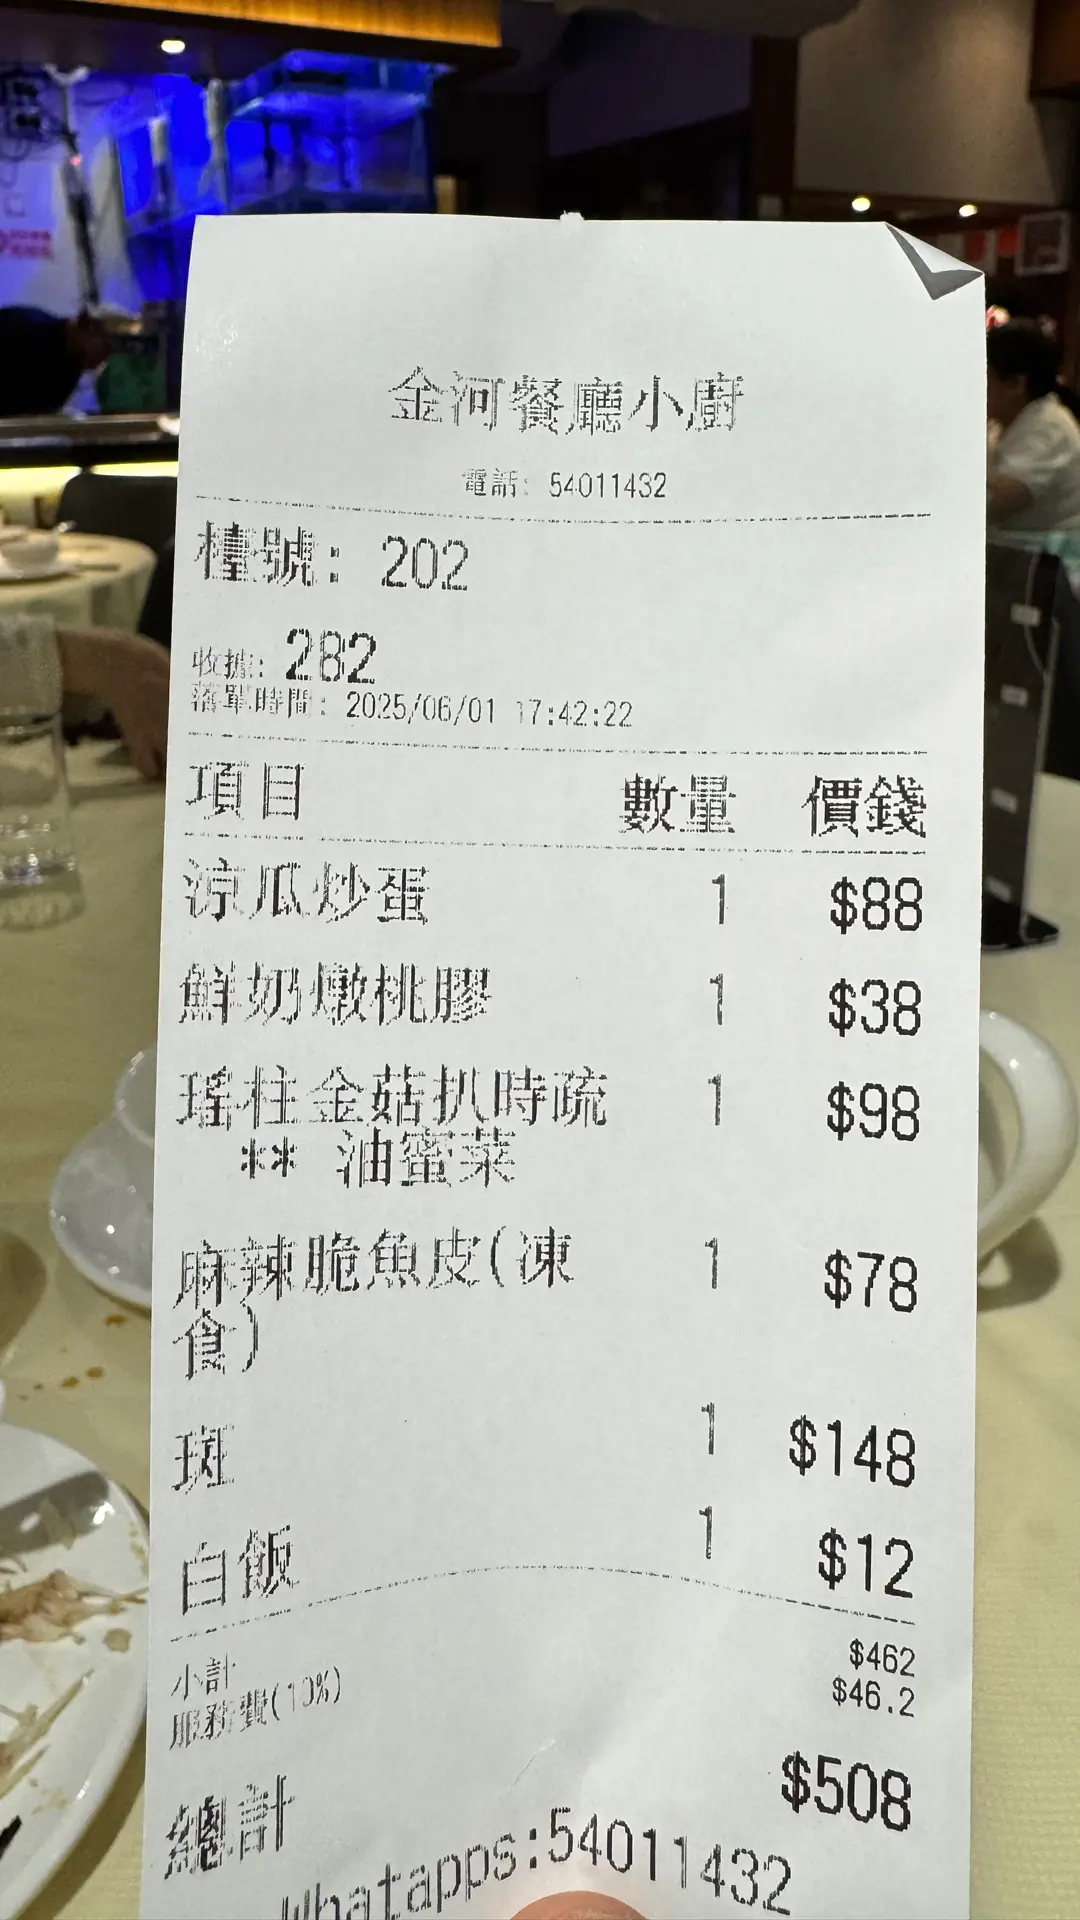 金河餐廳小廚
電話: 54011432
檯號: 202
收據: 282
落單時間: 2025/06/01 17:42:22
項目 數量 價錢
涼瓜炒蛋 1 $88
鮮奶燉桃膠 1 $38
瑤柱金菇扒時疏 1 $98
** 油蜜菜
麻辣脆魚皮(凍 1 $78
食)
斑 1 $148
白飯 1 $12
小計 $462
服務費(10%) $46.2
總計 $508
Whatapps:54011432